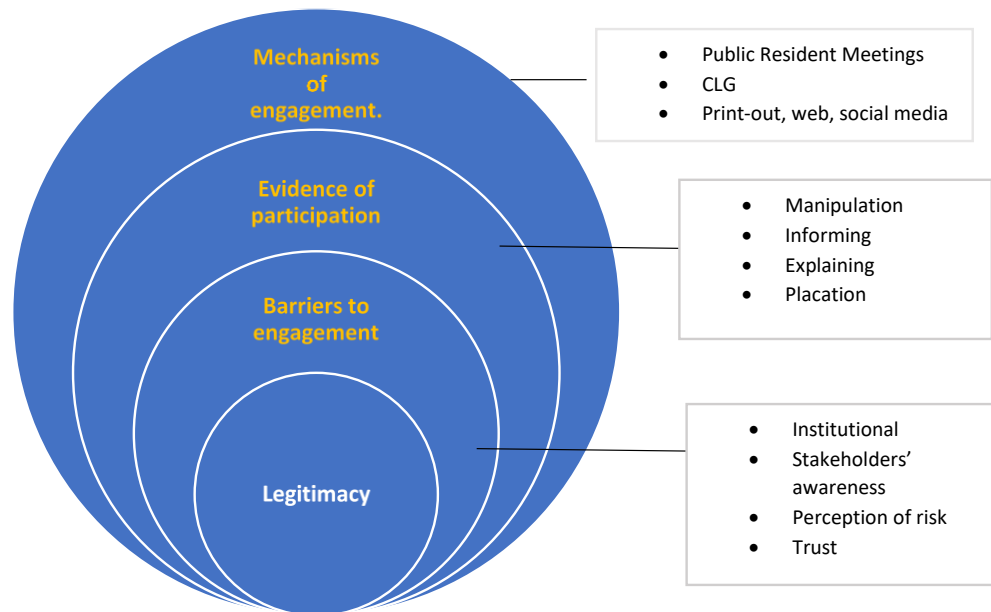 Mechanisms
of
engagement.
• Public Resident Meetings
• CLG
• Print-out, web, social media
Evidence of
participation
• Manipulation
• Informing
• Explaining
• Placation
Barriers to
engagement
• Institutional
• Stakeholders’
awareness
• Perception of risk
• Trust
Legitimacy